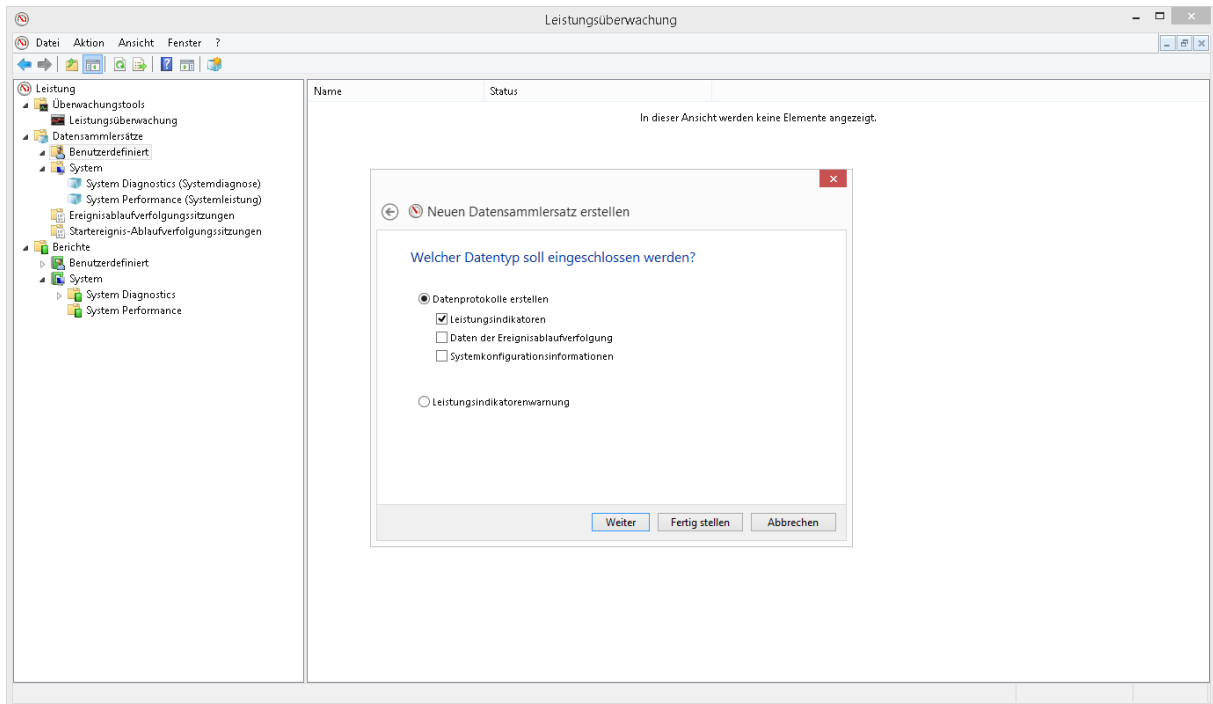 Leistungsüberwachung
Datei Aktion Ansicht Fenster ?
Leistung
Überwachungstools
Leistungsüberwachung
Datensammlersätze
Benutzerdefiniert
System
System Diagnostics (Systemdiagnose)
System Performance (Systemleistung)
Ereignisablaufverfolgungssitzungen
Startereignis-Ablaufverfolgungssitzungen
Berichte
Benutzerdefiniert
System
System Diagnostics
System Performance
Name Status
In dieser Ansicht werden keine Elemente angezeigt.
Neuen Datensammlersatz erstellen
Welcher Datentyp soll eingeschlossen werden?
Datenprotokolle erstellen
Leistungsindikatoren
Daten der Ereignisablaufverfolgung
Systemkonfigurationsinformationen
Leistungsindikatorenwarnung
Weiter Fertig stellen Abbrechen